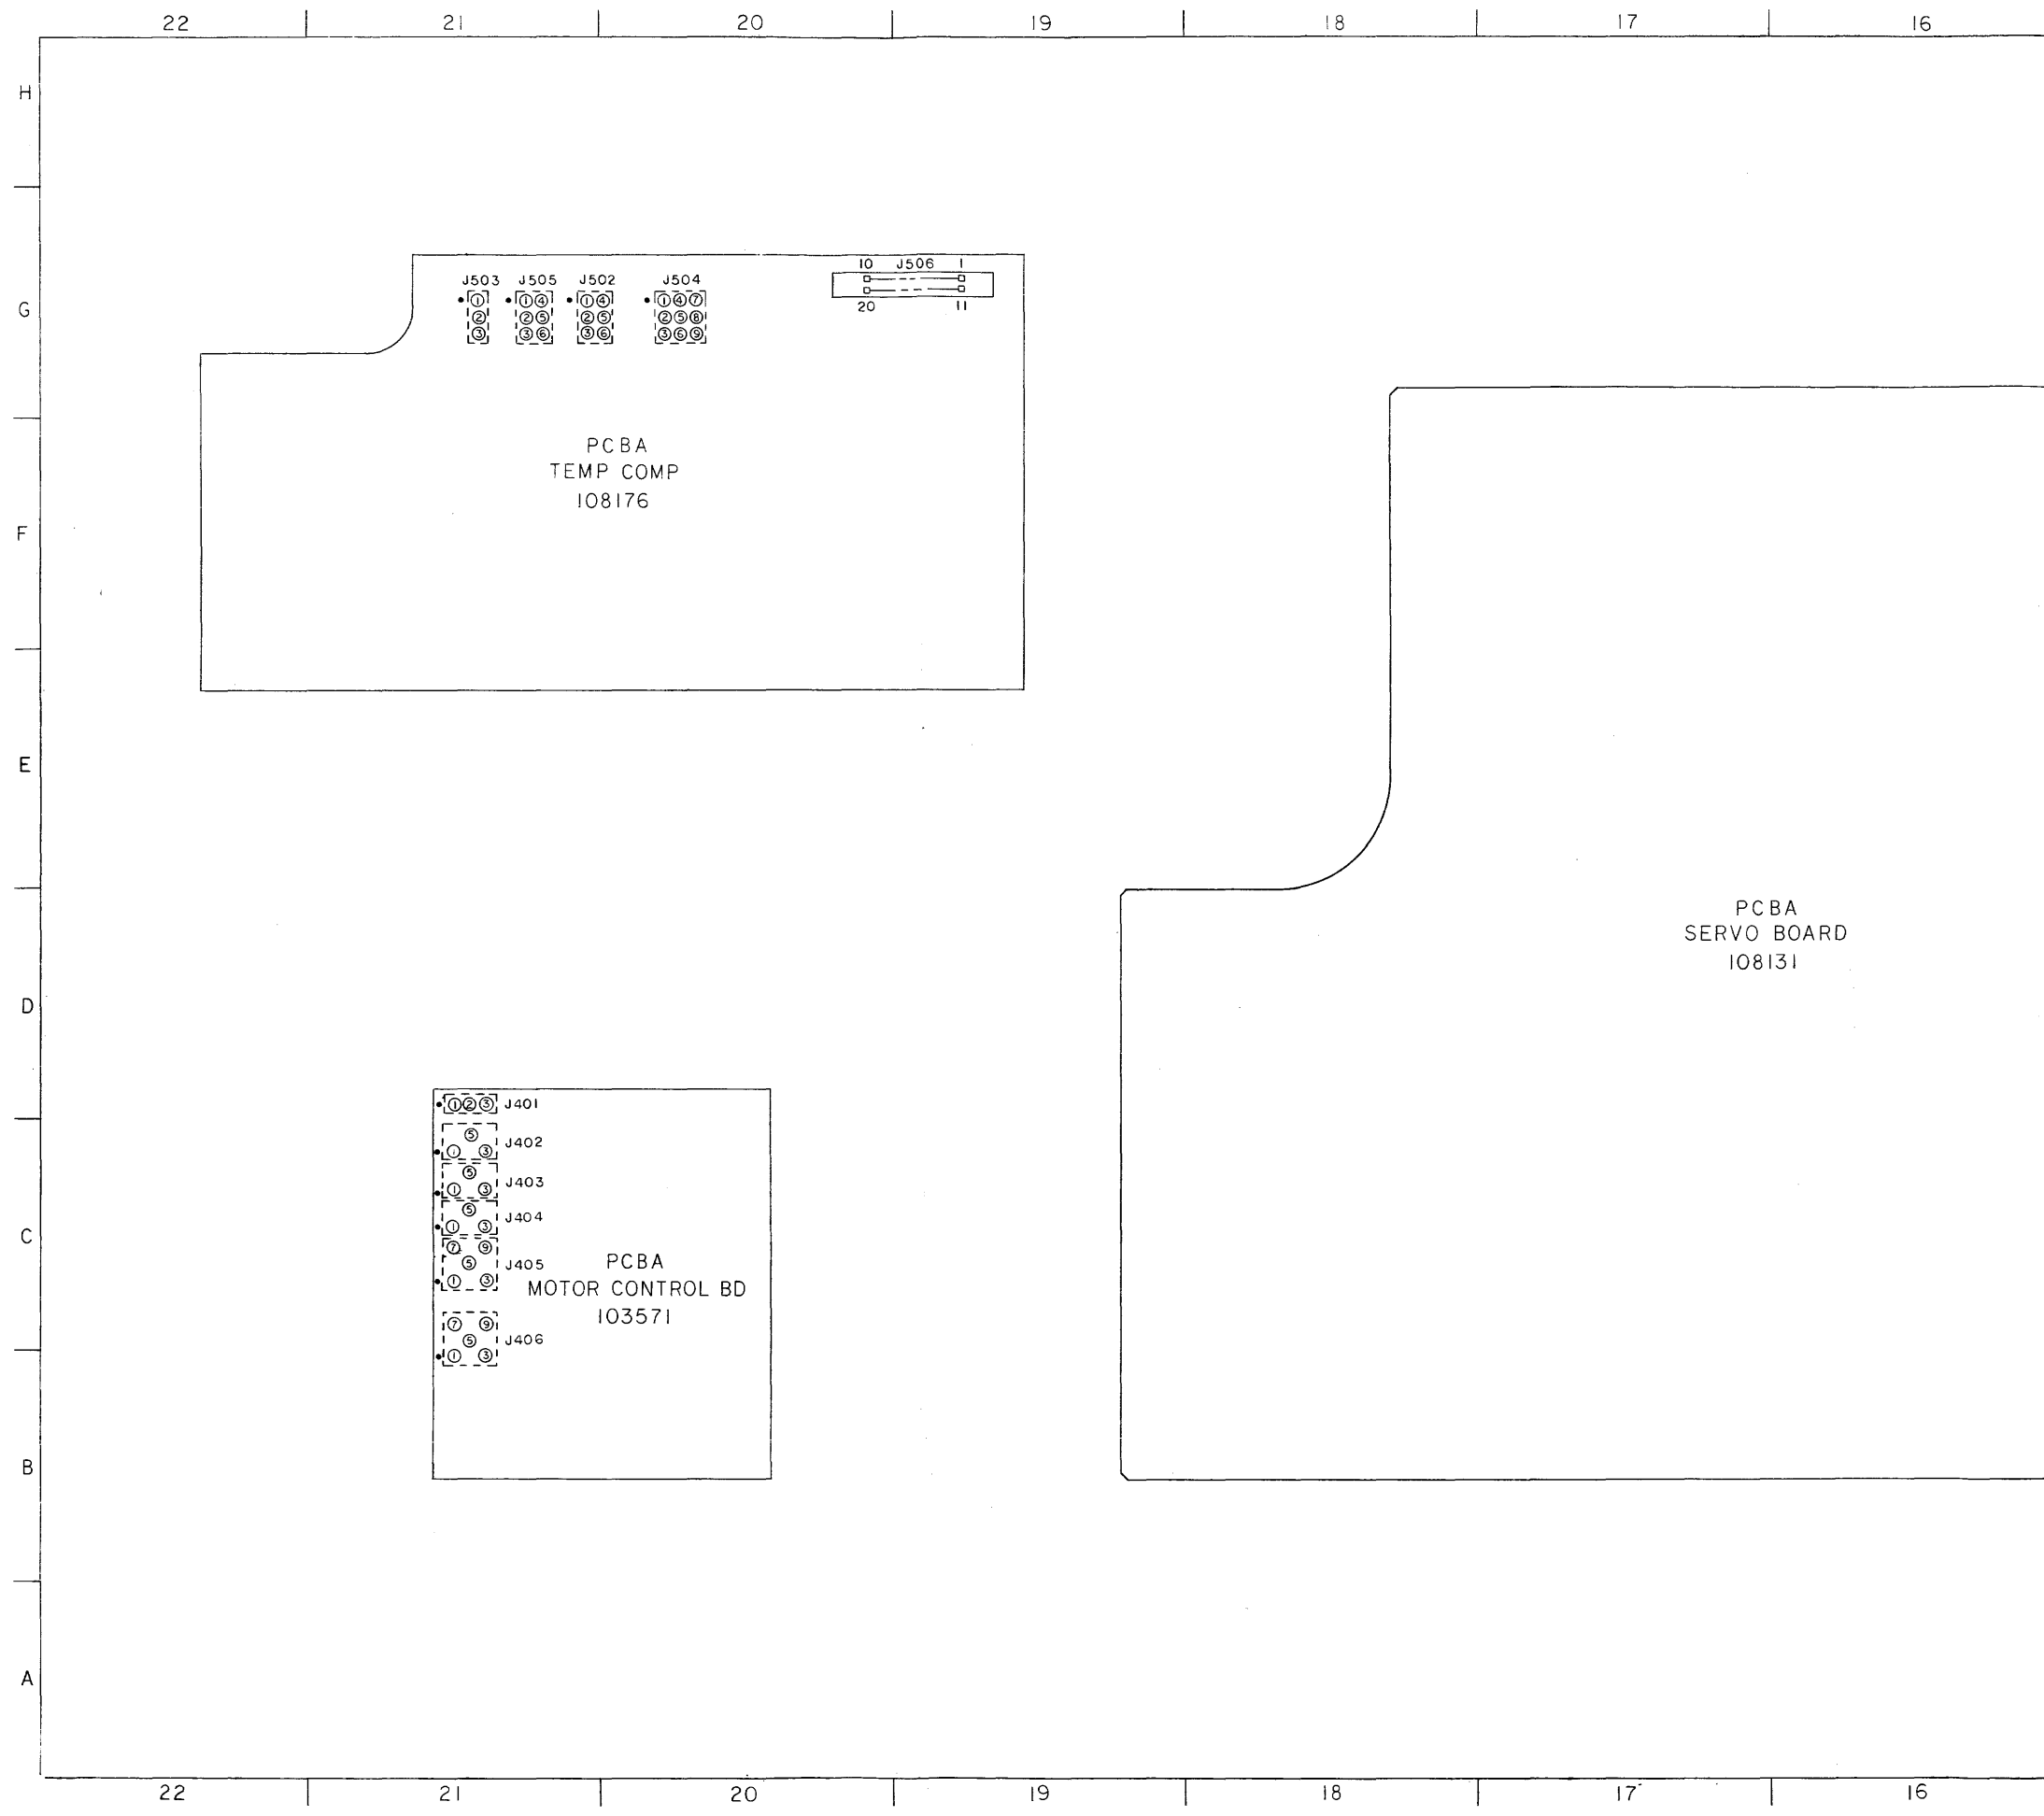 22 21 20 19 18 17 16
H
G
F
E
D
C
B
A
J503 J505 J502 J504
1 1 4 1 4 1 4 7
2 2 5 2 5 2 5 8
3 3 6 3 6 3 6 9
10 J506 1
20 11
PCBA
TEMP COMP
108176
PCBA
SERVO BOARD
108131
1 2 3 J401
5
1 3 J402
5
1 3 J403
5
1 3 J404
7 9
5 J405
1 3
7 9
5 J406
1 3
PCBA
MOTOR CONTROL BD
103571
22 21 20 19 18 17 16